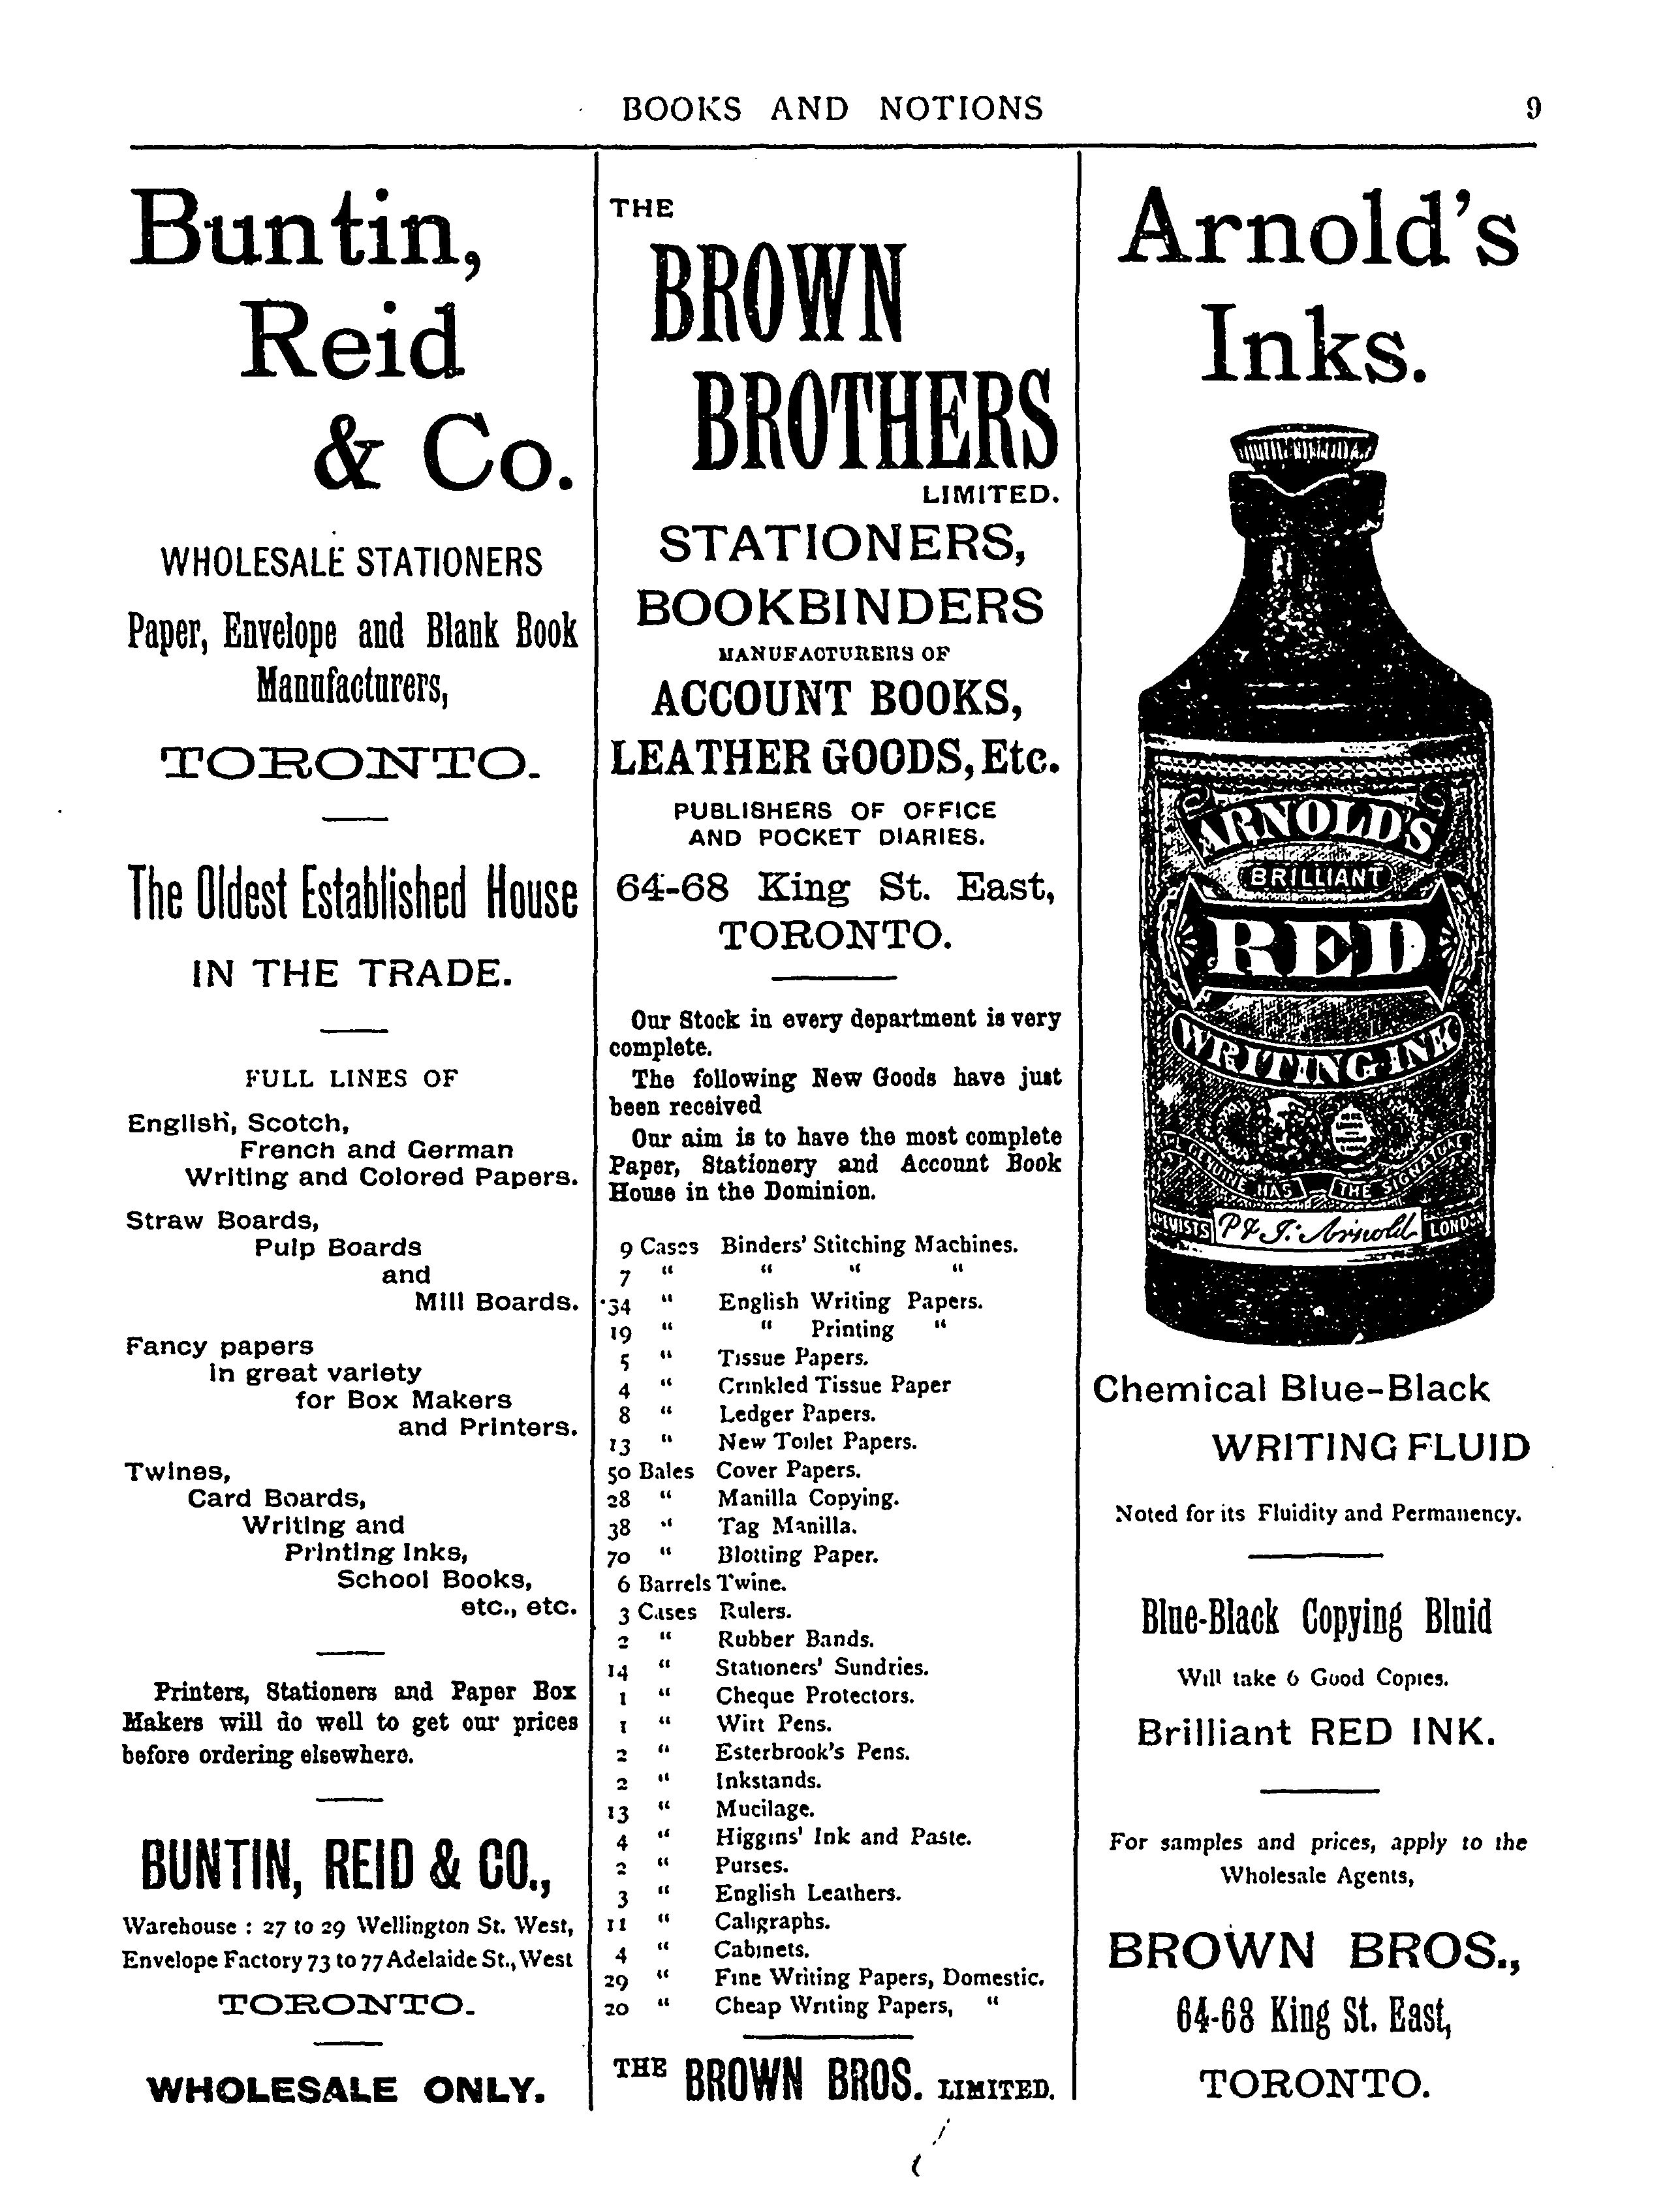 BOOKS AND NOTIONS
9
Buntin,
Reid
& Co.
WHOLESALE STATIONERS
Paper, Envelope and Blank Book
Manufacturers,
TORONTO.
The Oldest Established House
IN THE TRADE.
FULL LINES OF
English, Scotch,
French and German
Writing and Colored Papers.
Straw Boards,
Pulp Boards
and
Mill Boards.
Fancy papers
in great variety
for Box Makers
and Printers.
Twines,
Card Boards,
Writing and
Printing Inks,
School Books,
etc., etc.
Printers, Stationers and Paper Box
Makers will do well to get our prices
before ordering elsewhere.
BUNTIN, REID & CO.,
Warehouse : 27 to 29 Wellington St. West,
Envelope Factory 73 to 77 Adelaide St., West
TORONTO.
WHOLESALE ONLY.
THE
BROWN
BROTHERS
LIMITED.
STATIONERS,
BOOKBINDERS
MANUFACTURERS OF
ACCOUNT BOOKS,
LEATHER GOODS, Etc.
PUBLISHERS OF OFFICE
AND POCKET DIARIES.
64-68 King St. East,
TORONTO.
Our Stock in every department is very
complete.
The following New Goods have just
been received
Our aim is to have the most complete
Paper, Stationery and Account Book
House in the Dominion.
9 Cases Binders' Stitching Machines.
7 " " " "
34 " English Writing Papers.
19 " " Printing "
5 " Tissue Papers.
4 " Crinkled Tissue Paper
8 " Ledger Papers.
13 " New Toilet Papers.
50 Bales Cover Papers.
28 " Manilla Copying.
38 " Tag Manilla.
70 " Blotting Paper.
6 Barrels Twine.
3 Cases Rulers.
2 " Rubber Bands.
14 " Stationers' Sundries.
1 " Cheque Protectors.
1 " Wirt Pens.
2 " Esterbrook's Pens.
2 " Inkstands.
13 " Mucilage.
4 " Higgins' Ink and Paste.
2 " Purses.
3 " English Leathers.
11 " Caligraphs.
4 " Cabinets.
29 " Fine Writing Papers, Domestic.
20 " Cheap Writing Papers, "
THE BROWN BROS. LIMITED.
Arnold's
Inks.
ARNOLD'S
BRILLIANT
RED
WRITING INK
THE GENUINE HAS THE SIGNATURE
CHEMISTS P & J. Arnold LONDON
Chemical Blue-Black
WRITING FLUID
Noted for its Fluidity and Permanency.
Blue-Black Copying Bluid
Will take 6 Good Copies.
Brilliant RED INK.
For samples and prices, apply to the
Wholesale Agents,
BROWN BROS.,
64-68 King St. East,
TORONTO.